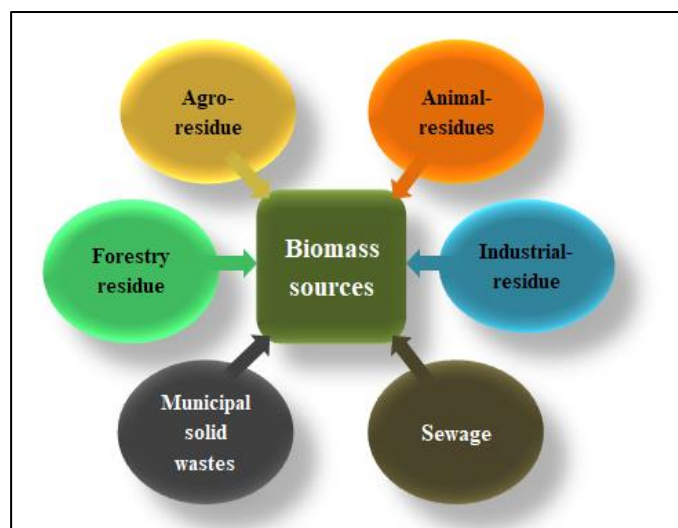 Agro-
residue
Animal-
residues
Forestry
residue
Biomass
sources
Industrial-
residue
Municipal
solid
wastes
Sewage